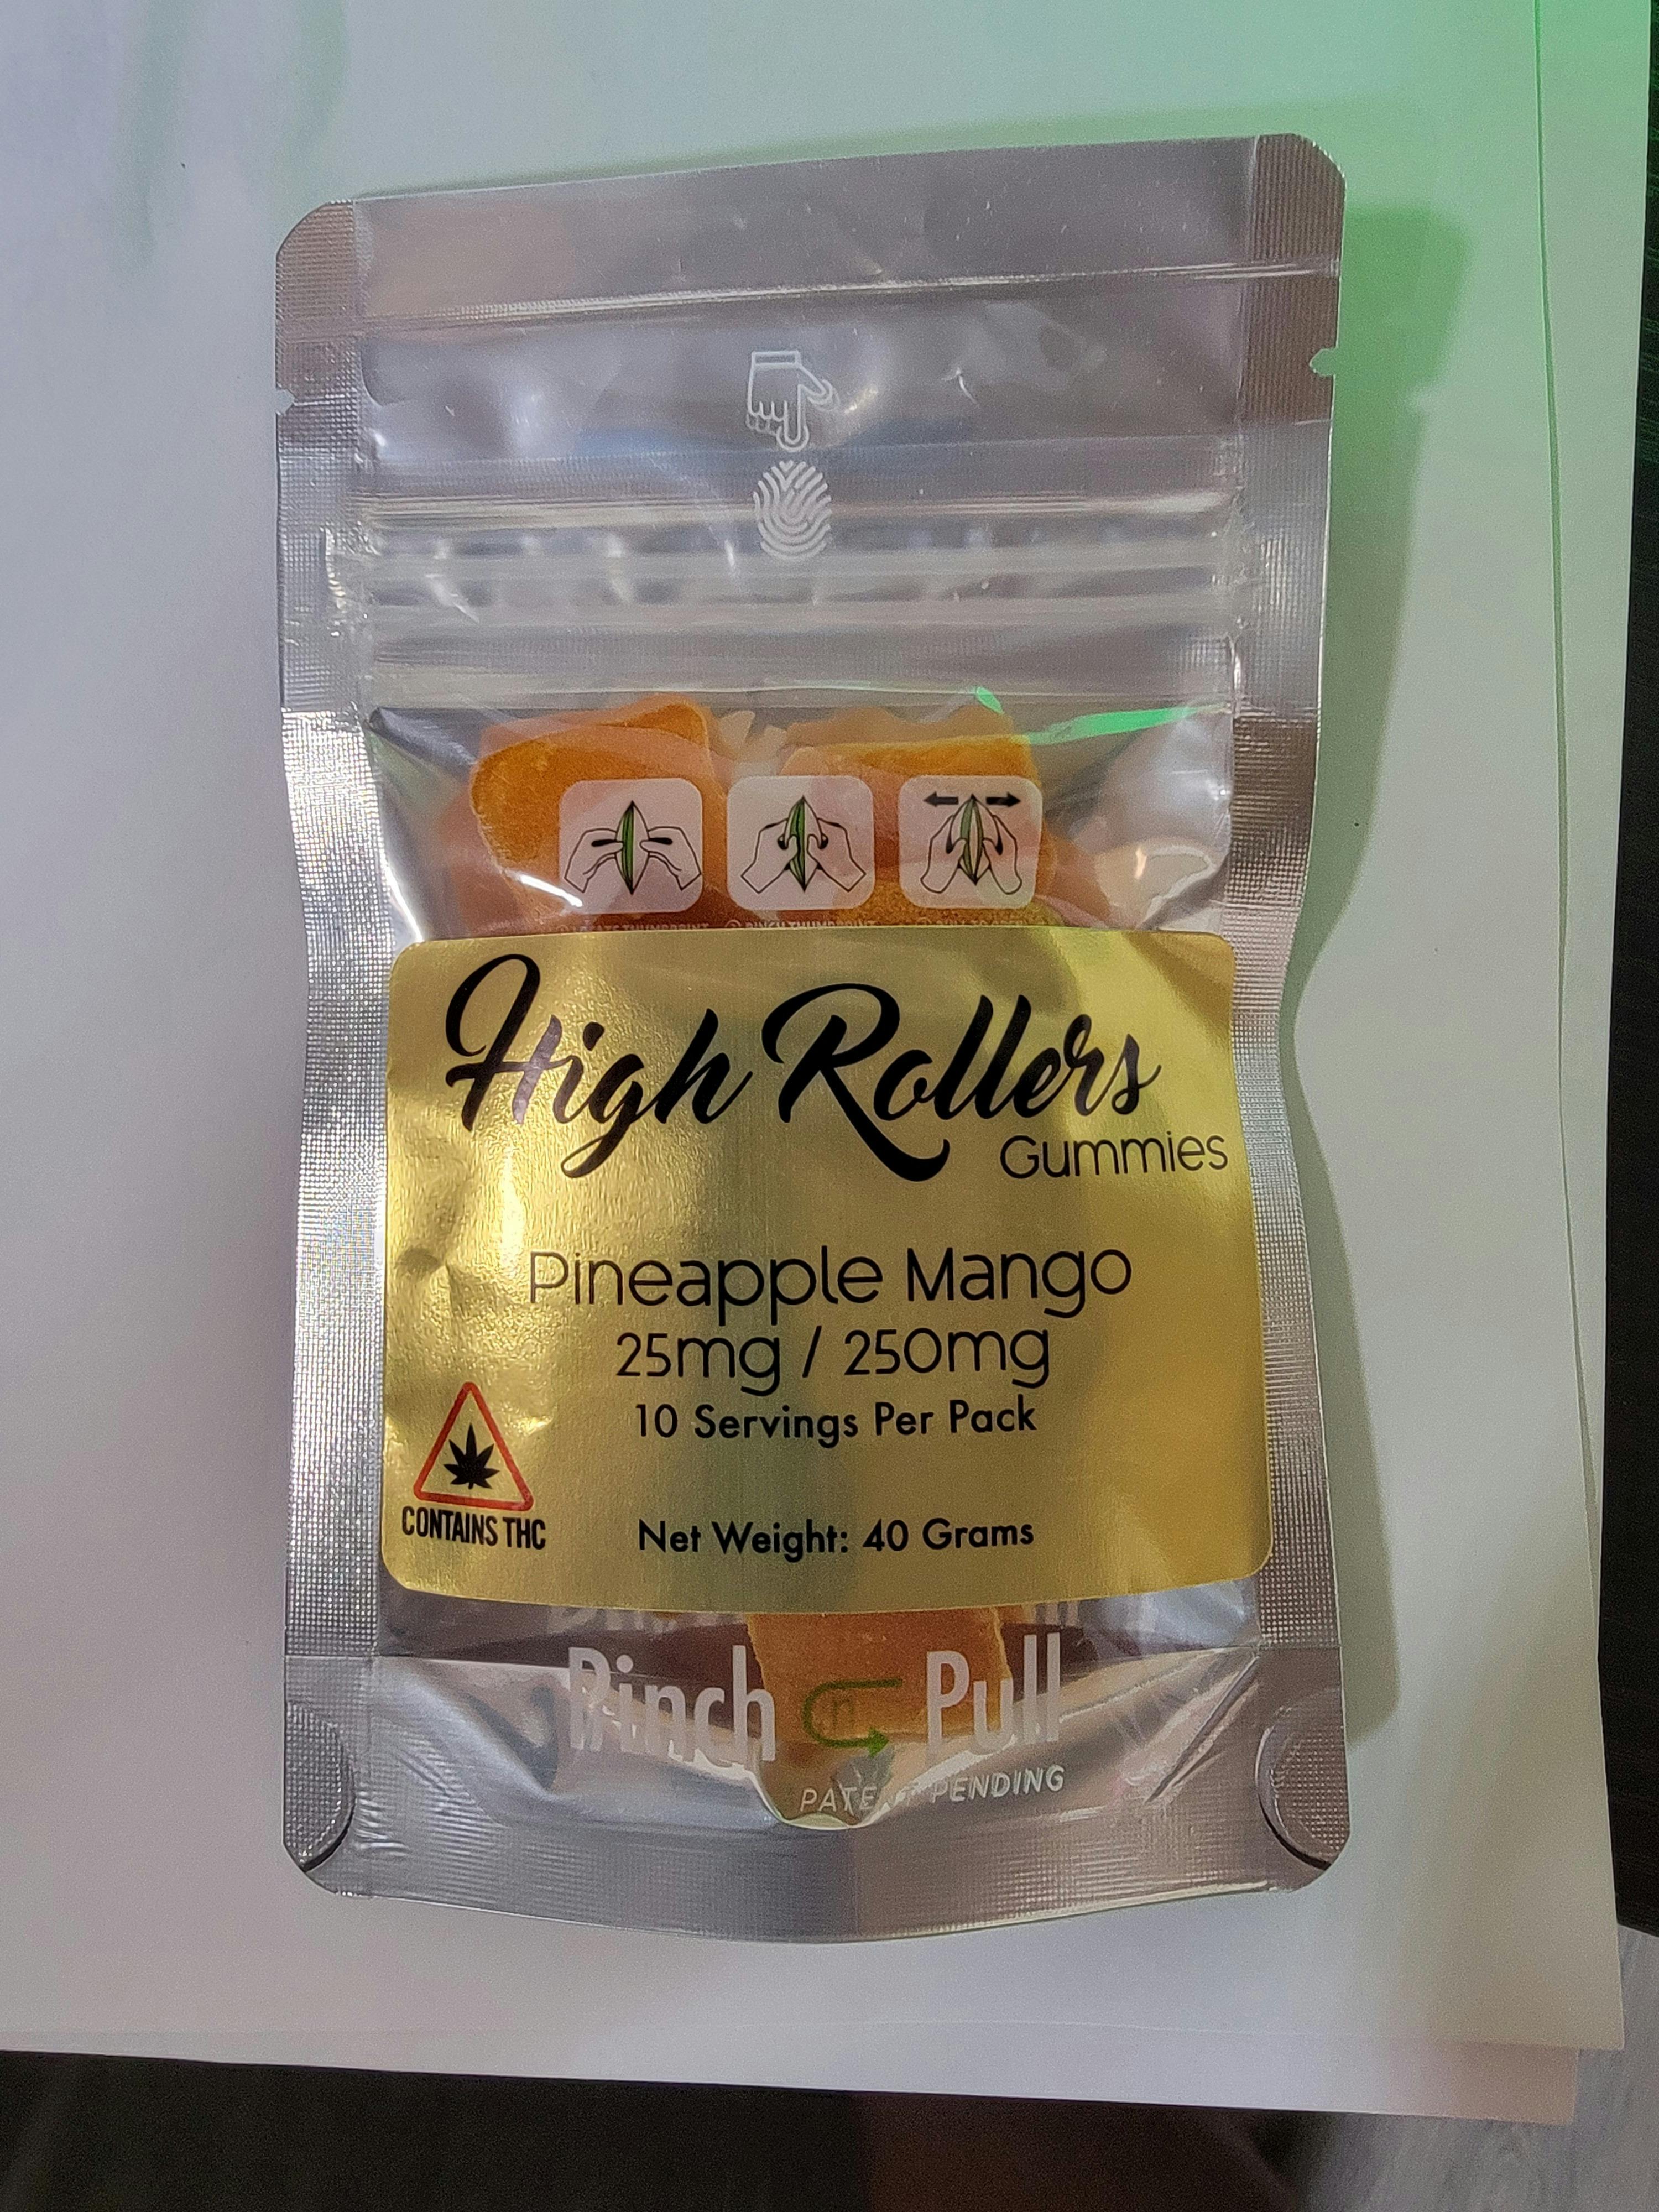 High Rollers
Gummies
Pineapple Mango
25mg / 250mg
10 Servings Per Pack
CONTAINS THC
Net Weight: 40 Grams
Pinch n Pull
PATENT PENDING